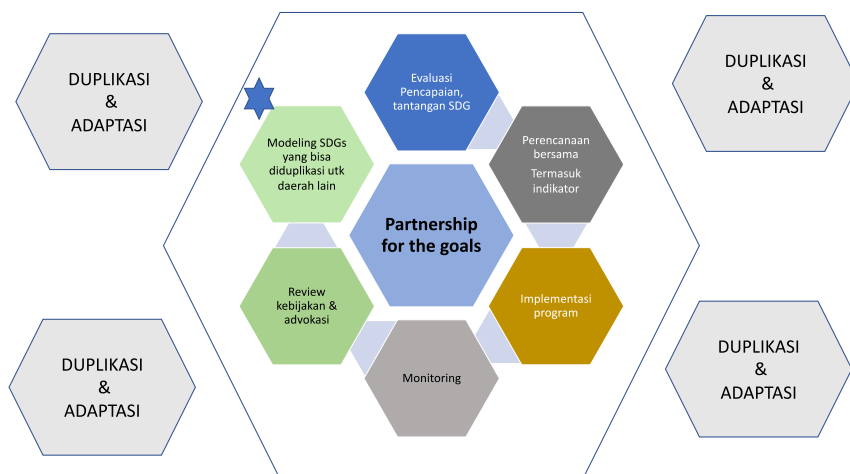 DUPLIKASI
&
ADAPTASI
Evaluasi
Pencapaian,
tantangan SDG
DUPLIKASI
&
ADAPTASI
Modeling SDGs
yang bisa
diduplikasi utk
daerah lain
Perencanaan
bersama
Termasuk
indikator
Partnership
for the goals
Review
kebijakan &
advokasi
Implementasi
program
Monitoring
DUPLIKASI
&
ADAPTASI
DUPLIKASI
&
ADAPTASI